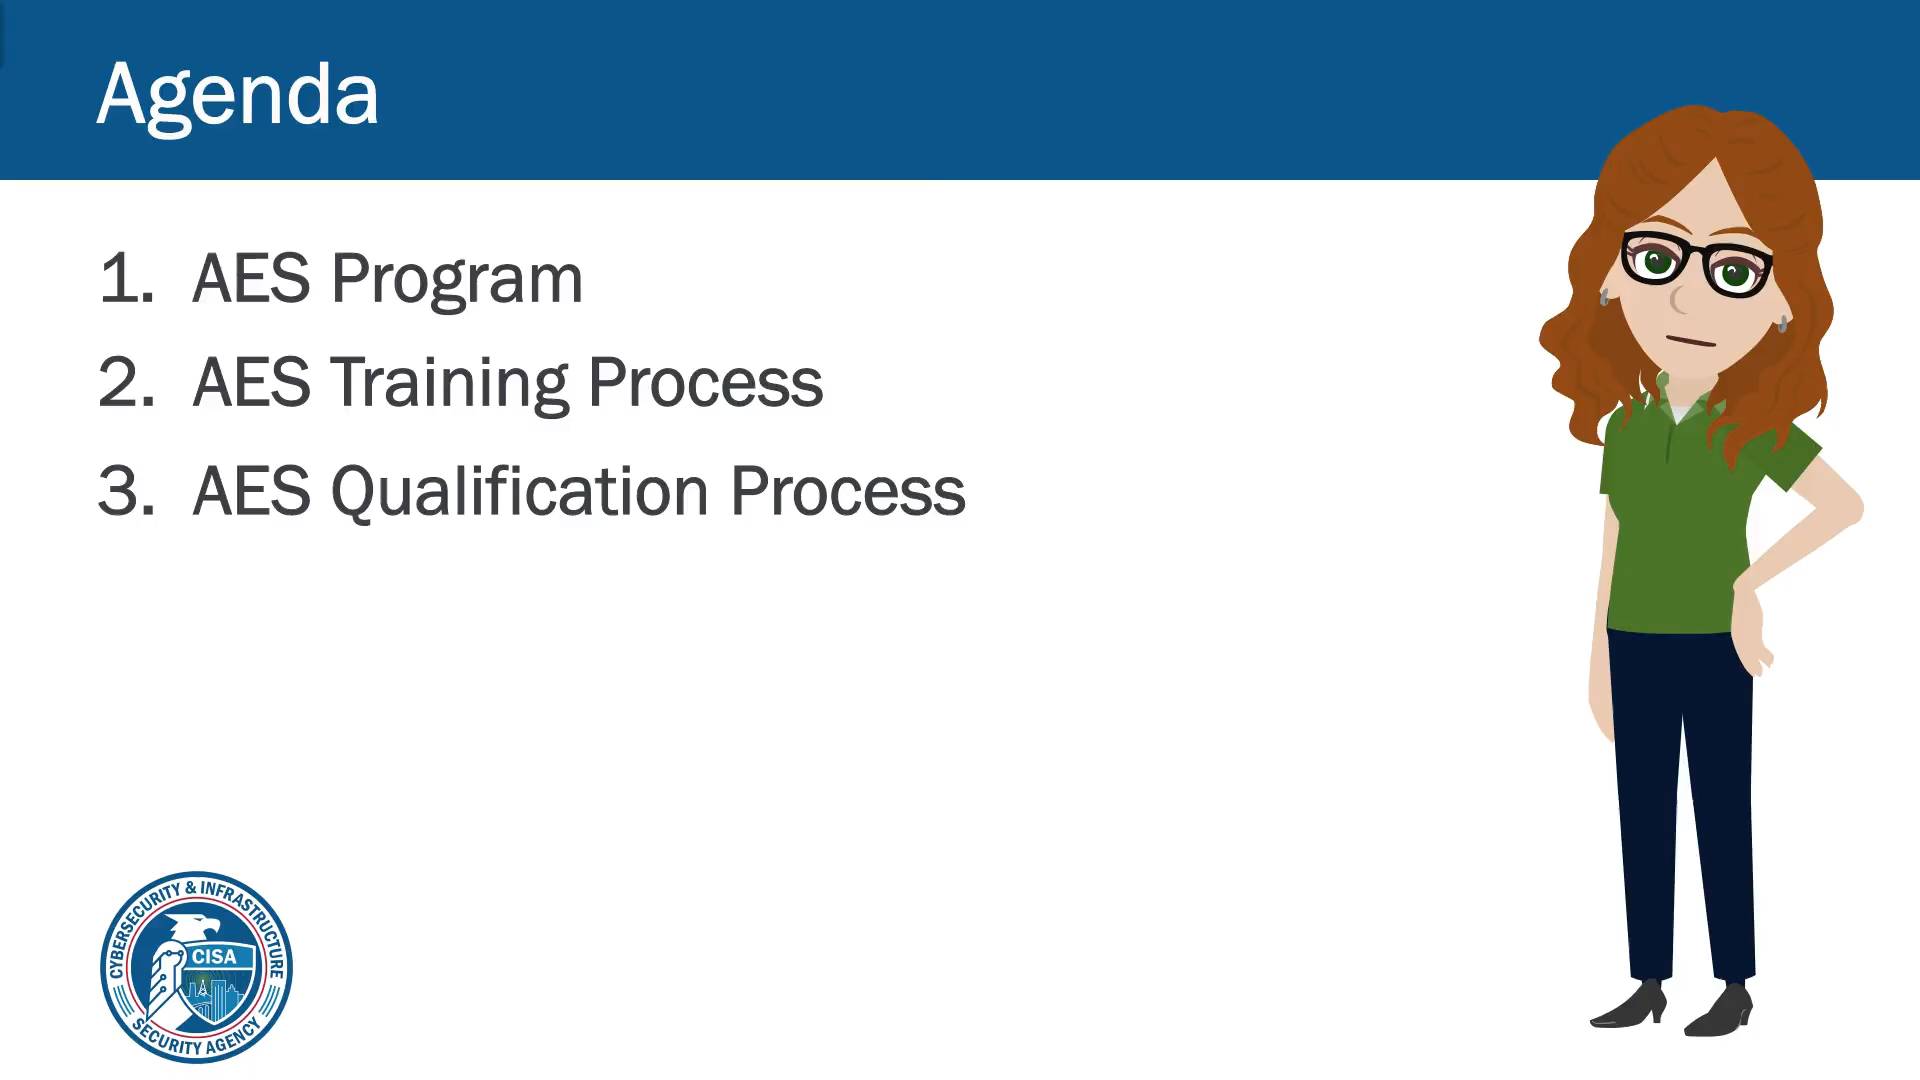 Agenda
1. AES Program
2. AES Training Process
3. AES Qualification Process
CYBERSECURITY & INFRASTRUCTURE
CISA
SECURITY AGENCY